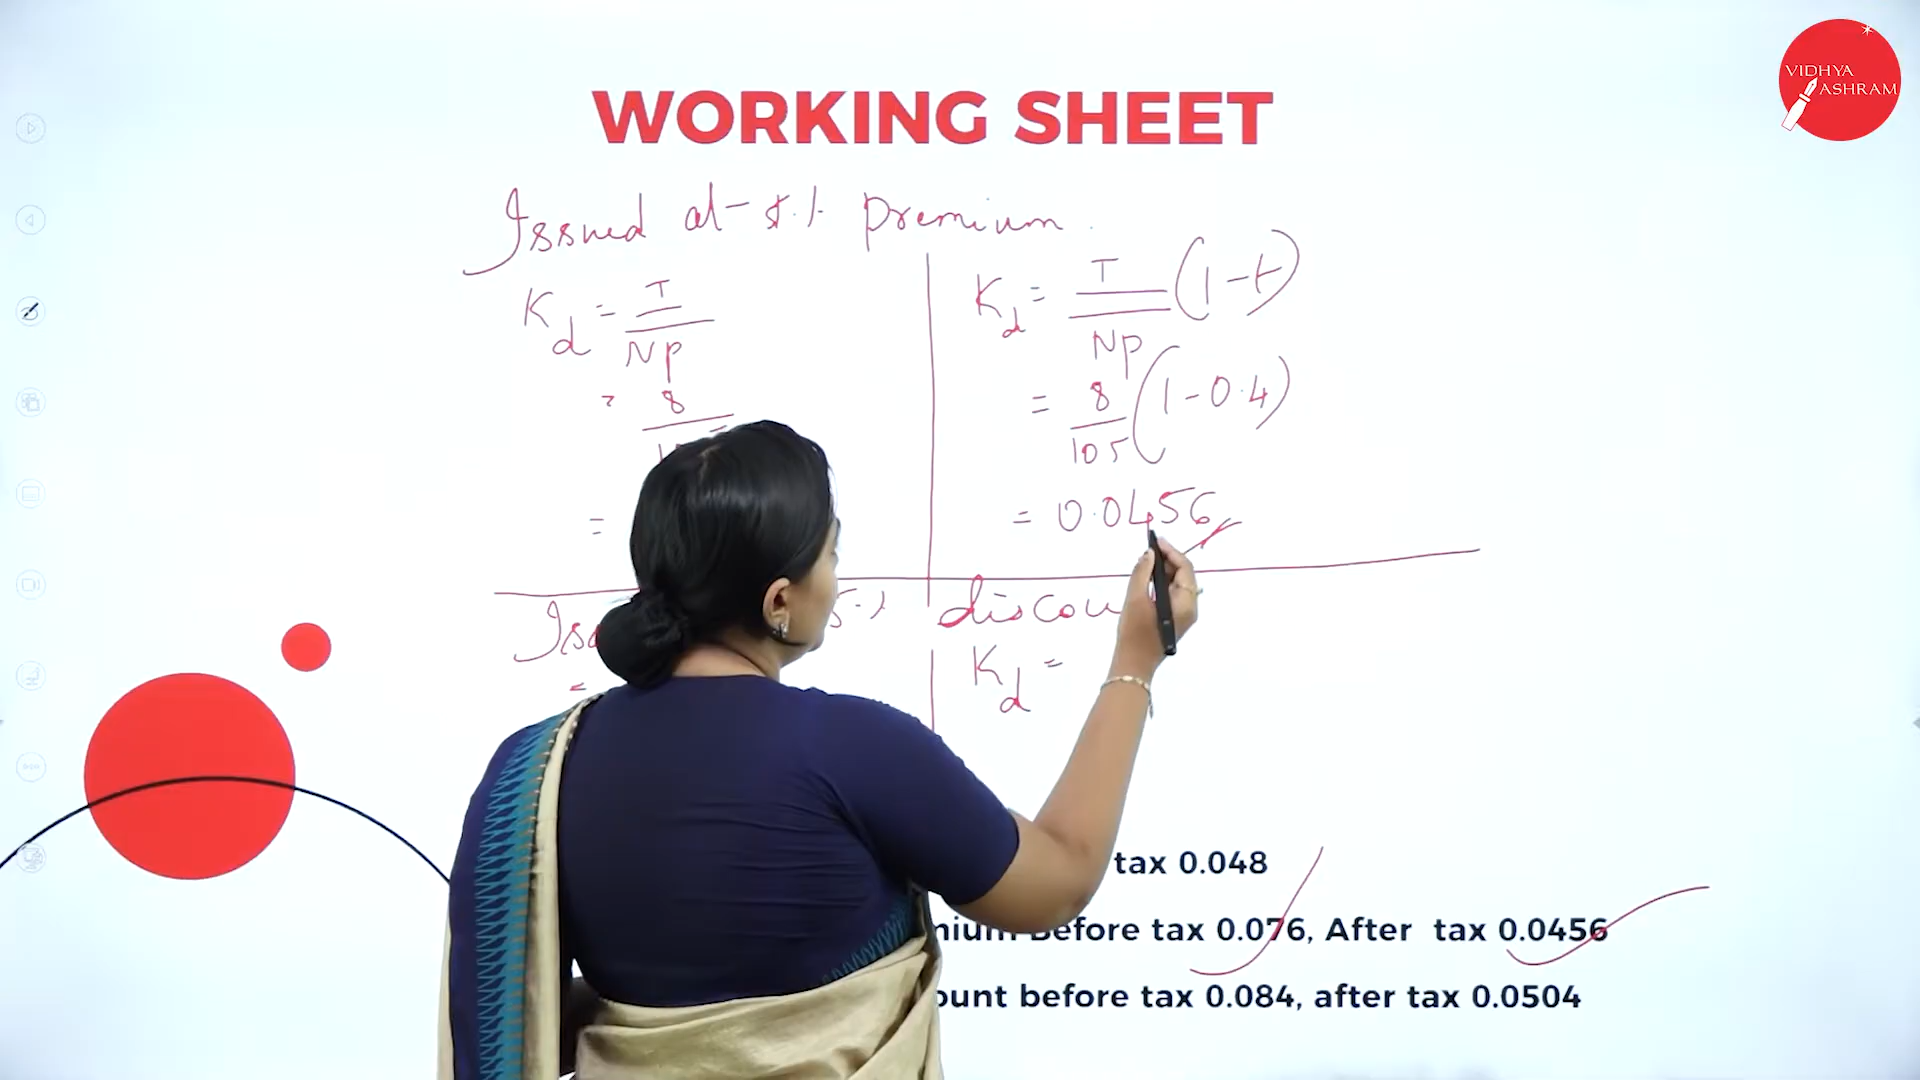 VIDHYA
ASHRAM
WORKING SHEET
Issued at 5% premium.
Kd = I
NP
= 8
=
Kd = I (1-t)
NP
= 8 (1-0.4)
105
= 0.0456
5% discou
Kd =
tax 0.048
nium Before tax 0.076, After tax 0.0456
ount before tax 0.084, after tax 0.0504